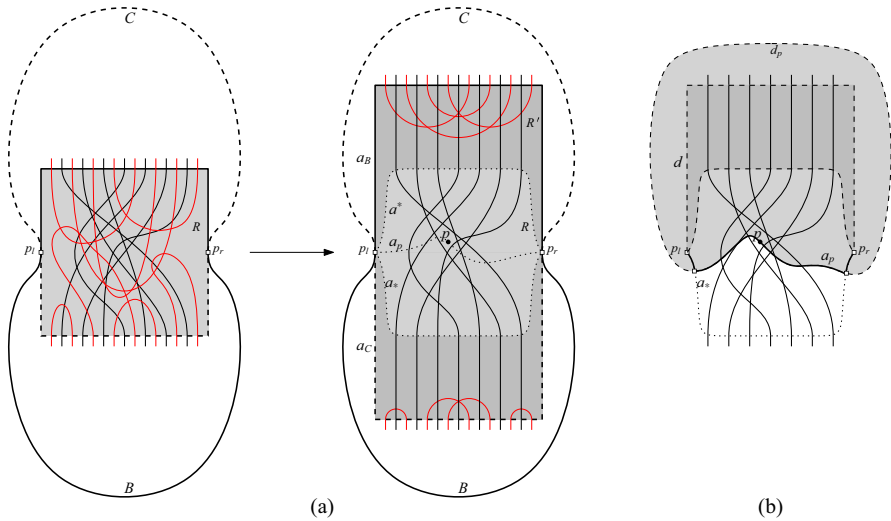 C
C
d_p
R'
a_B
d
R
a^*
p
R
p
a_p
p_l
p_r
p_l
p_r
p_l
a_p
p_r
a_*
a_*
a_C
B
B
(a)
(b)